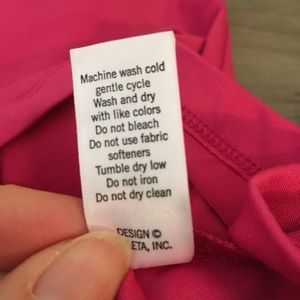 Machine wash cold
gentle cycle
Wash and dry
with like colors
Do not bleach
Do not use fabric
softeners
Tumble dry low
Do not iron
Do not dry clean
DESIGN ©
LETA, INC.